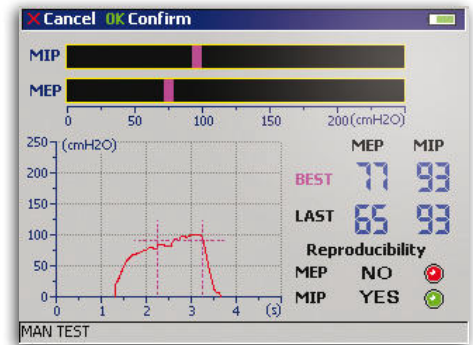 ✕ Cancel OK Confirm
MIP
MEP
0 50 100 150 200 (cmH2O)
250 (cmH2O)
200
150
100
50
0
0 1 2 3 4 (s)
MEP MIP
BEST 77 93
LAST 65 93
Reproducibility
MEP NO
MIP YES
MAN TEST